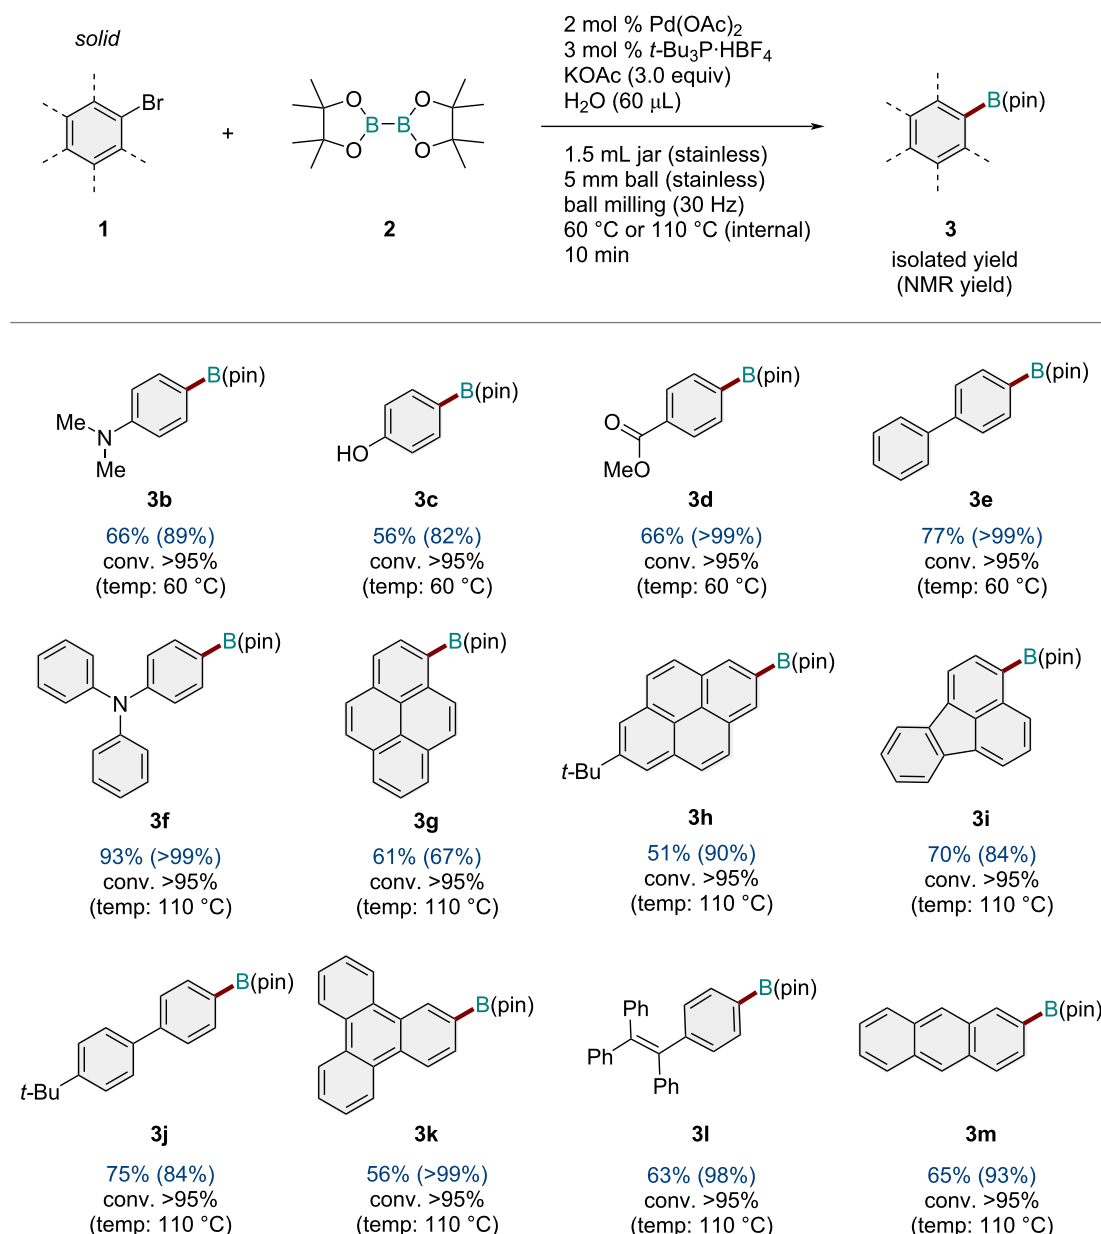 solid
Br
+
O O
B B
O O
2 mol % Pd(OAc)₂
3 mol % t-Bu₃P·HBF₄
KOAc (3.0 equiv)
H₂O (60 μL)
1.5 mL jar (stainless)
5 mm ball (stainless)
ball milling (30 Hz)
60 °C or 110 °C (internal)
10 min
B(pin)
1
2
3
isolated yield
(NMR yield)
B(pin)
Me
N
Me
3b
66% (89%)
conv. >95%
(temp: 60 °C)
B(pin)
HO
3c
56% (82%)
conv. >95%
(temp: 60 °C)
B(pin)
O
MeO
3d
66% (>99%)
conv. >95%
(temp: 60 °C)
B(pin)
3e
77% (>99%)
conv. >95%
(temp: 60 °C)
B(pin)
N
3f
93% (>99%)
conv. >95%
(temp: 110 °C)
B(pin)
3g
61% (67%)
conv. >95%
(temp: 110 °C)
B(pin)
t-Bu
3h
51% (90%)
conv. >95%
(temp: 110 °C)
B(pin)
3i
70% (84%)
conv. >95%
(temp: 110 °C)
B(pin)
t-Bu
3j
75% (84%)
conv. >95%
(temp: 110 °C)
B(pin)
3k
56% (>99%)
conv. >95%
(temp: 110 °C)
B(pin)
Ph
Ph
Ph
3l
63% (98%)
conv. >95%
(temp: 110 °C)
B(pin)
3m
65% (93%)
conv. >95%
(temp: 110 °C)